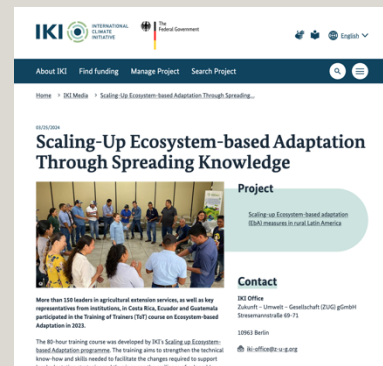 IKI INTERNATIONAL
CLIMATE
INITIATIVE
The
Federal Government
English
About IKI Find funding Manage Project Search Project
Home > IKI Media > Scaling-Up Ecosystem-based Adaptation Through Spreading...
03/25/2024
Scaling-Up Ecosystem-based Adaptation
Through Spreading Knowledge
Project
Scaling-up Ecosystem-based adaptation
(EbA) measures in rural Latin America
Contact
IKI Office
Zukunft – Umwelt – Gesellschaft (ZUG) gGmbH
Stresemannstraße 69-71
10963 Berlin
iki-office@z-u-g.org
More than 150 leaders in agricultural extension services, as well as key
representatives from institutions, in Costa Rica, Ecuador and Guatemala
participated in the Training of Trainers (ToT) course on Ecosystem-based
Adaptation in 2023.
The 80-hour training course was developed by IKI's Scaling up Ecosystem-
based Adaptation programme. The training aims to strengthen the technical
know-how and skills needed to facilitate the changes required to support